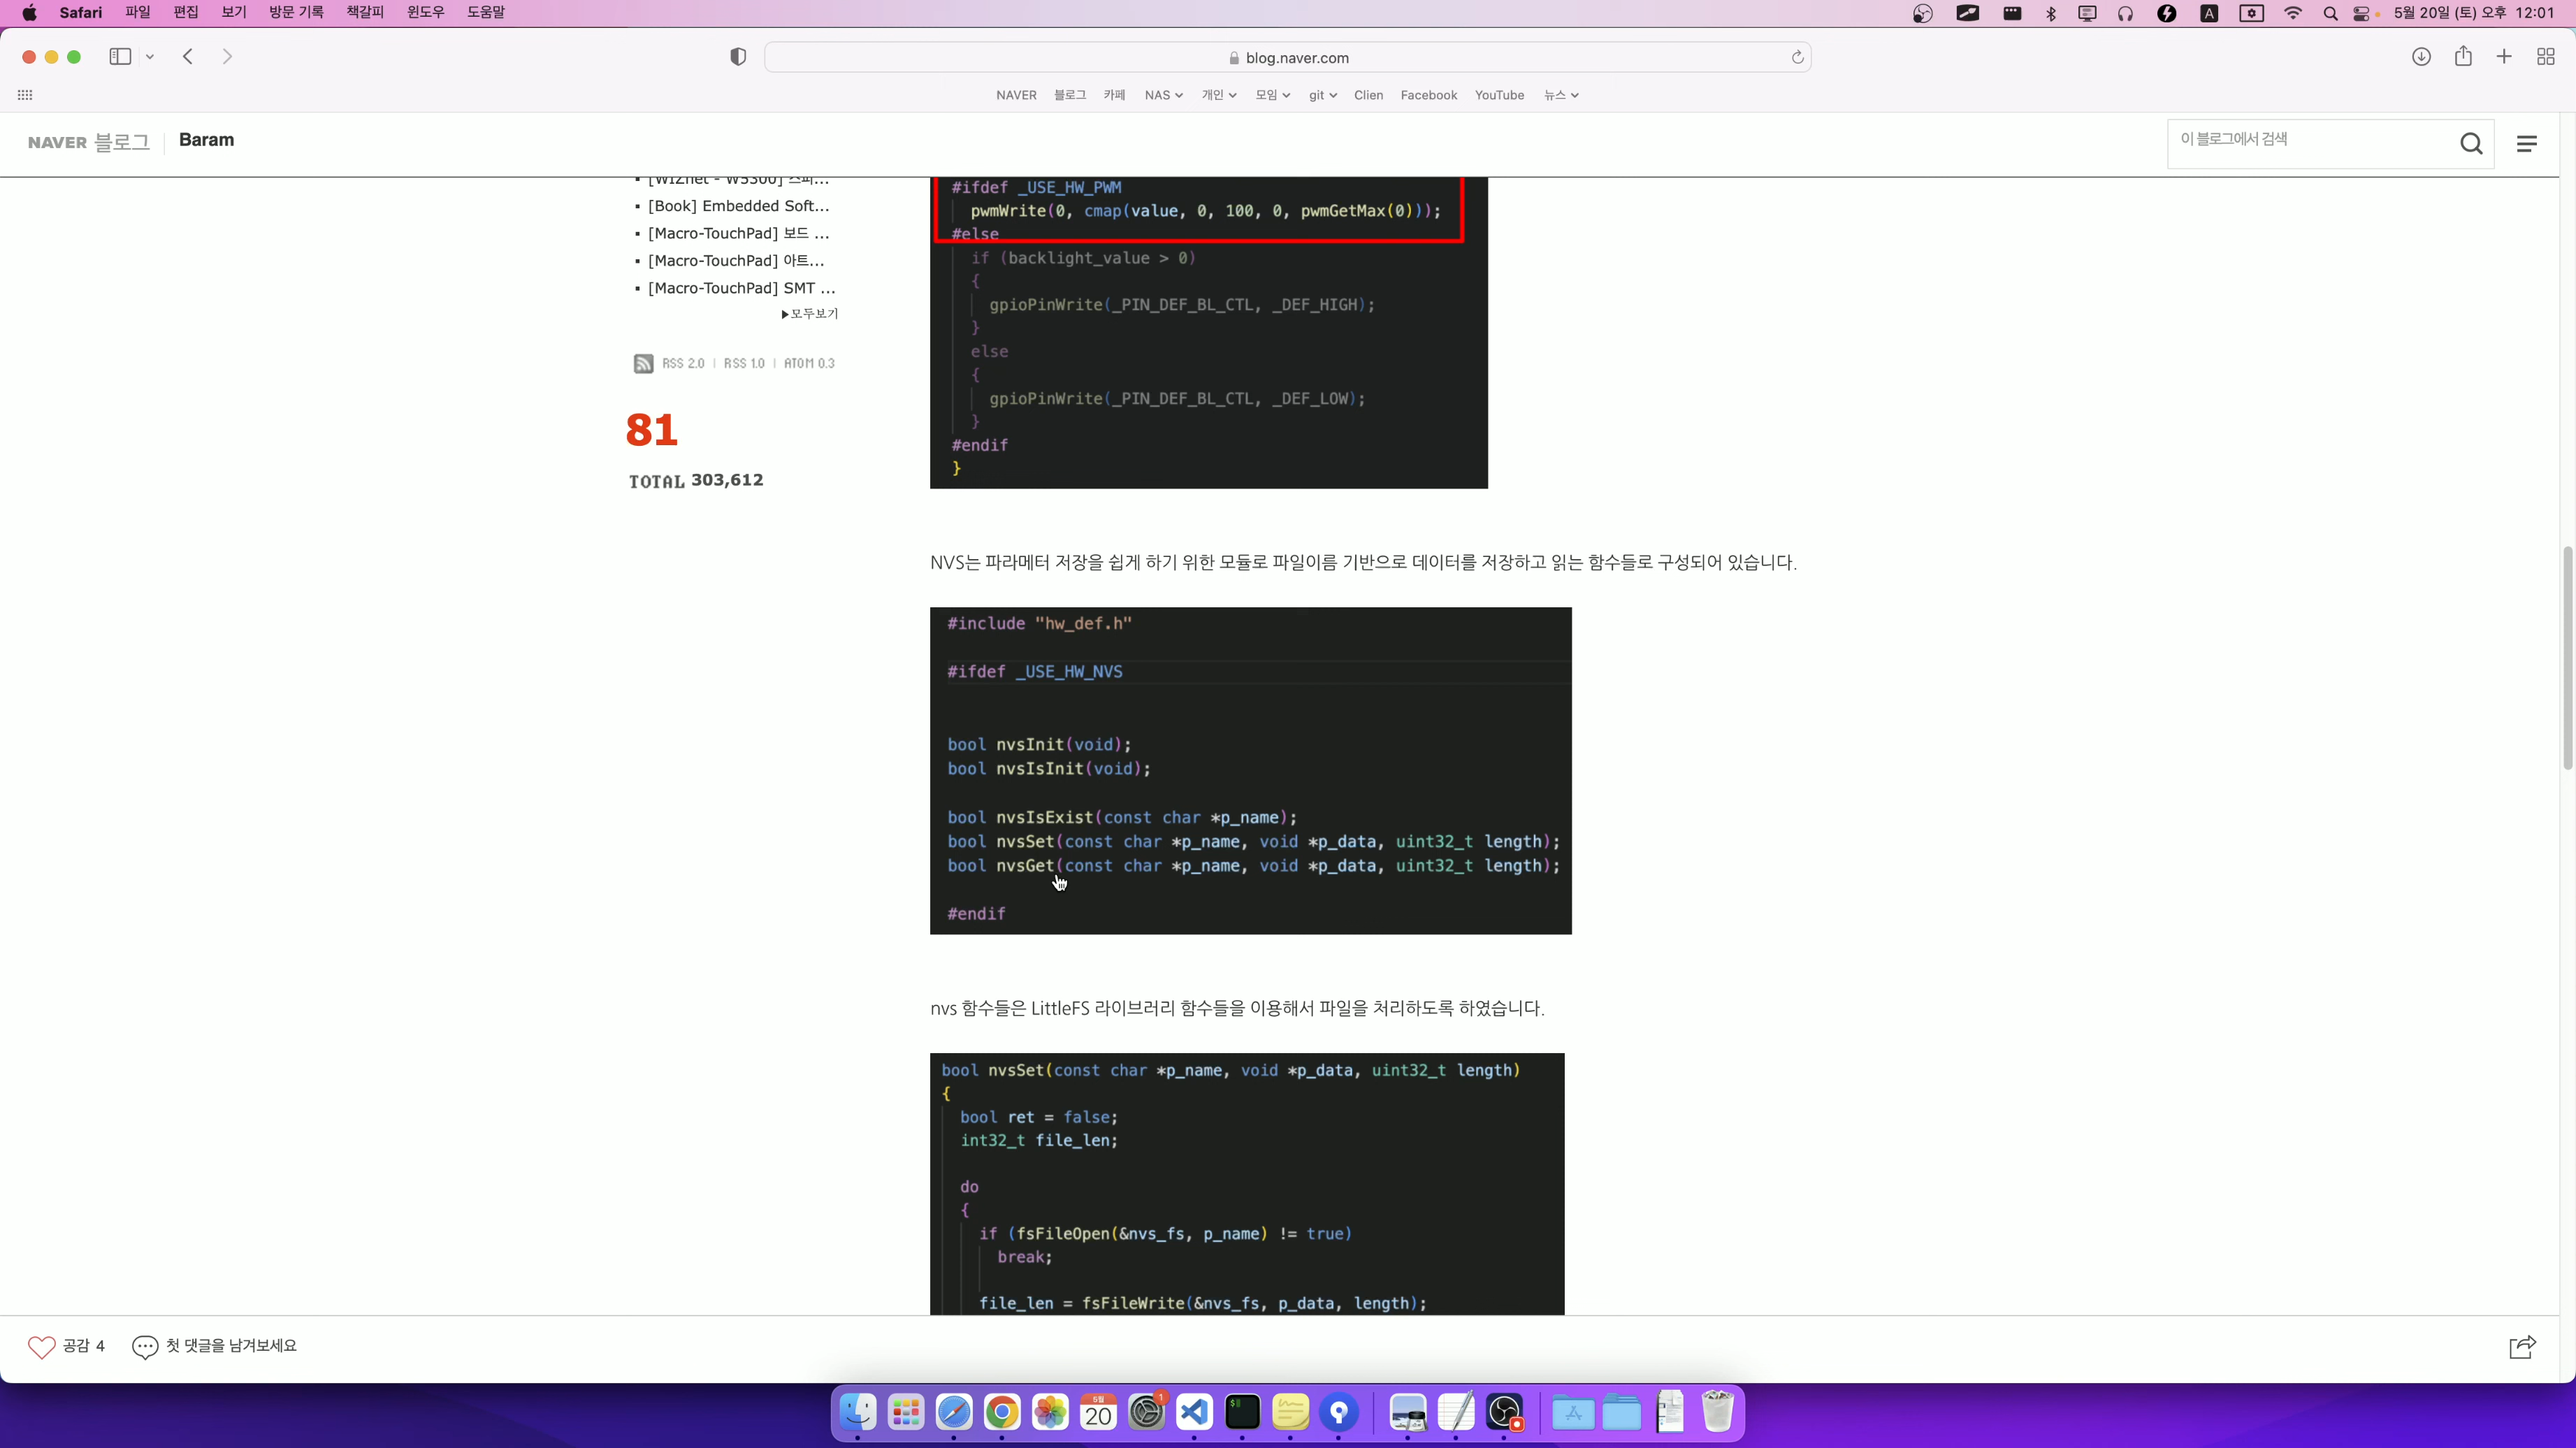 Safari 파일 편집 보기 방문 기록 책갈피 윈도우 도움말
A 5월 20일 (토) 오후 12:01
blog.naver.com
NAVER 블로그 카페 NAS 개인 모임 git Clien Facebook YouTube 뉴스
NAVER 블로그 Baram
이 블로그에서 검색
[WIZnet - W5300] 스피...
[Book] Embedded Soft...
[Macro-TouchPad] 보드 ...
[Macro-TouchPad] 아트...
[Macro-TouchPad] SMT ...
▶모두보기
RSS 2.0 | RSS 1.0 | ATOM 0.3
81
TOTAL 303,612
#ifdef _USE_HW_PWM
pwmWrite(0, cmap(value, 0, 100, 0, pwmGetMax(0)));
#else
if (backlight_value > 0)
{
gpioPinWrite(_PIN_DEF_BL_CTL, _DEF_HIGH);
}
else
{
gpioPinWrite(_PIN_DEF_BL_CTL, _DEF_LOW);
}
#endif
}
NVS는 파라메터 저장을 쉽게 하기 위한 모듈로 파일이름 기반으로 데이터를 저장하고 읽는 함수들로 구성되어 있습니다.
#include "hw_def.h"
#ifdef _USE_HW_NVS
bool nvsInit(void);
bool nvsIsInit(void);
bool nvsIsExist(const char *p_name);
bool nvsSet(const char *p_name, void *p_data, uint32_t length);
bool nvsGet(const char *p_name, void *p_data, uint32_t length);
#endif
nvs 함수들은 LittleFS 라이브러리 함수들을 이용해서 파일을 처리하도록 하였습니다.
bool nvsSet(const char *p_name, void *p_data, uint32_t length)
{
bool ret = false;
int32_t file_len;
do
{
if (fsFileOpen(&nvs_fs, p_name) != true)
break;
file_len = fsFileWrite(&nvs_fs, p_data, length);
공감 4 첫 댓글을 남겨보세요
5월
20
1
$